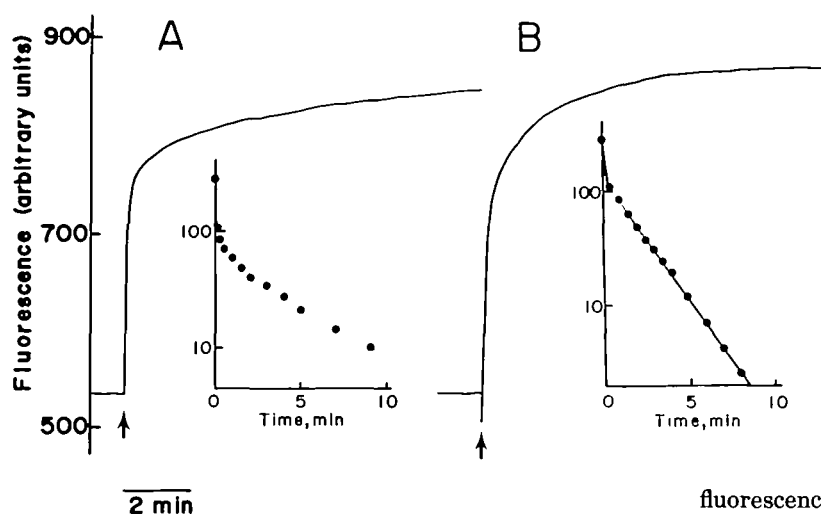 A
B
Fluorescence (arbitrary units)
900
700
500
100
10
0 5 10
Time, min
100
10
0 5 10
Time, min
2 min
fluorescenc